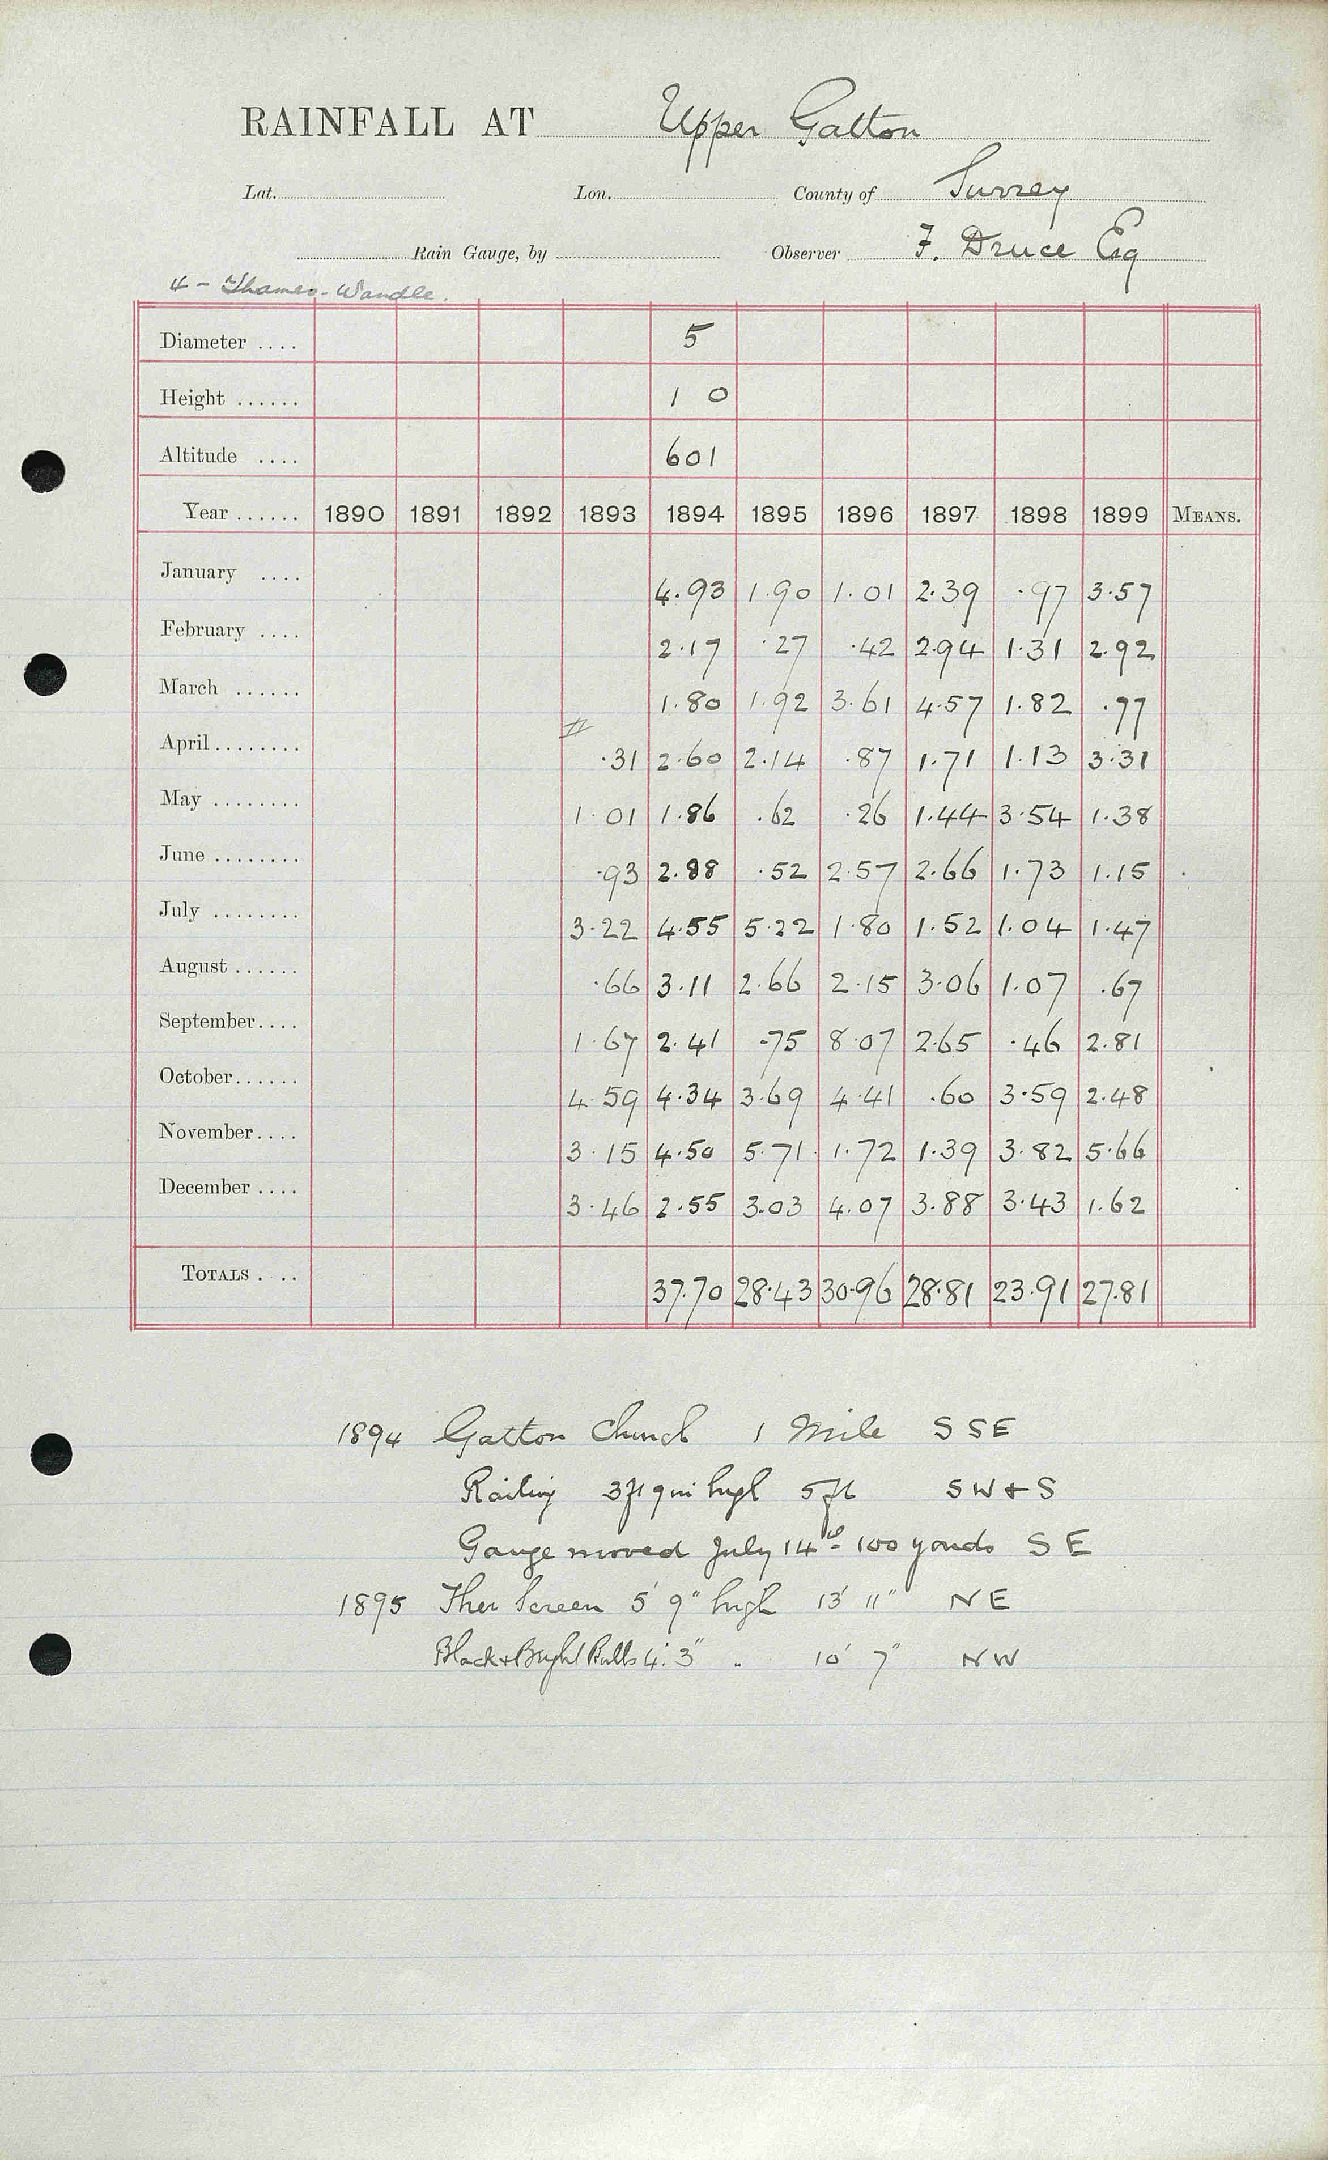 RAINFALL AT Upper Gatton
Lat. Lon. County of Surrey
Rain Gauge, by Observer F. Druce Esq
4 - Thames - Wandle.
Diameter .... 5
Height ...... 1 0
Altitude .... 601
Year ...... 1890 1891 1892 1893 1894 1895 1896 1897 1898 1899 MEANS.
January .... 4.93 1.90 1.01 2.39 .97 3.57
February .... 2.17 .27 .42 2.94 1.31 2.92
March ...... 1.80 1.92 3.61 4.57 1.82 .77
April........ .31 2.60 2.14 .87 1.71 1.13 3.31
May ........ 1.01 1.86 .62 .26 1.44 3.54 1.38
June ........ .93 2.88 .52 2.57 2.66 1.73 1.15
July ........ 3.22 4.55 5.22 1.80 1.52 1.04 1.47
August ...... .66 3.11 2.66 2.15 3.06 1.07 .67
September.... 1.67 2.41 .75 8.07 2.65 .46 2.81
October...... 4.59 4.34 3.69 4.41 .60 3.59 2.48
November.... 3.15 4.50 5.71 1.72 1.39 3.82 5.66
December .... 3.46 2.55 3.03 4.07 3.88 3.43 1.62
TOTALS .... 37.70 28.43 30.96 28.81 23.91 27.81
1894 Gatton Church 1 Mile SSE
Railing 3ft 9in high 5ft SW & S
Gauge moved July 14th 100 yards SE
1895 Ther Screen 5' 9" high 13' 11" NE
Black & Bright Bulbs 4' 3" " 10' 7" NW